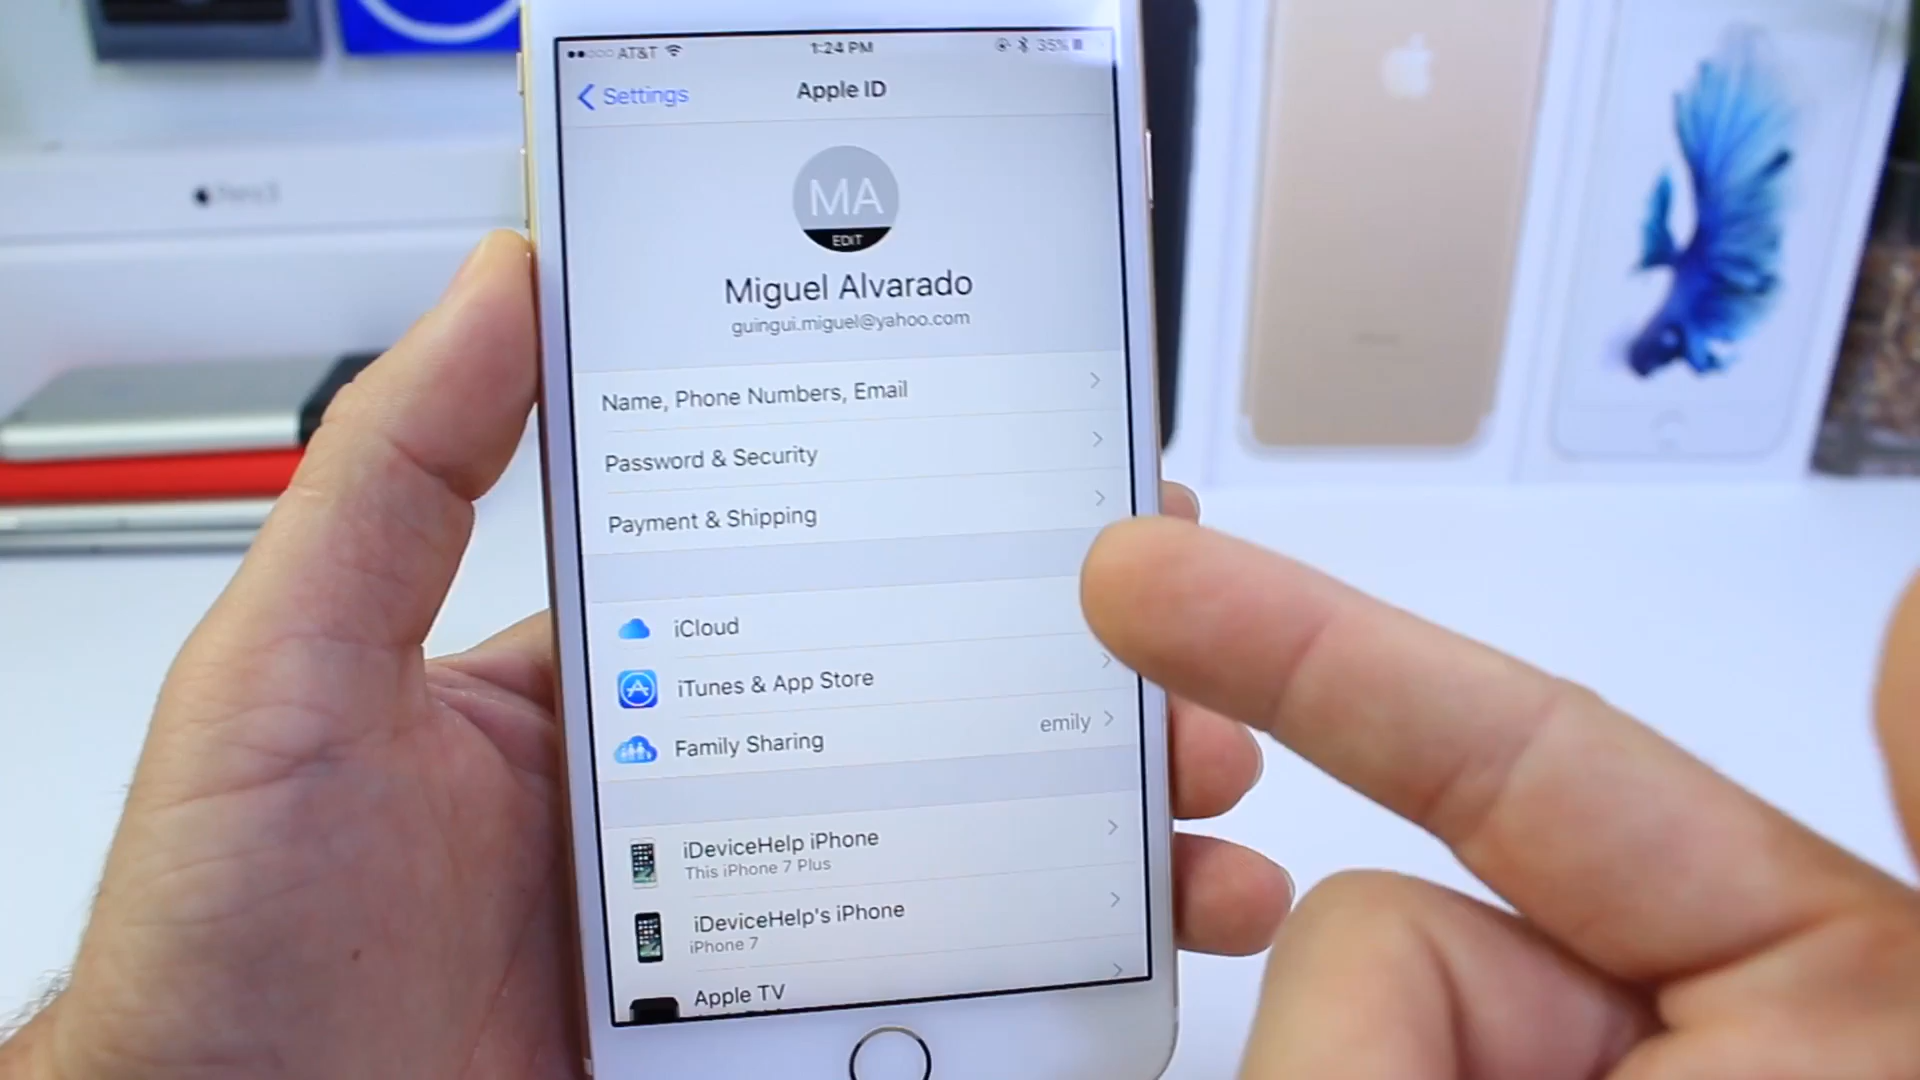 AT&T 1:24 PM 35%
Settings Apple ID
MA
EDIT
Miguel Alvarado
guingui.miguel@yahoo.com
Name, Phone Numbers, Email
Password & Security
Payment & Shipping
iCloud
iTunes & App Store
Family Sharing emily
iDeviceHelp iPhone
This iPhone 7 Plus
iDeviceHelp's iPhone
iPhone 7
Apple TV